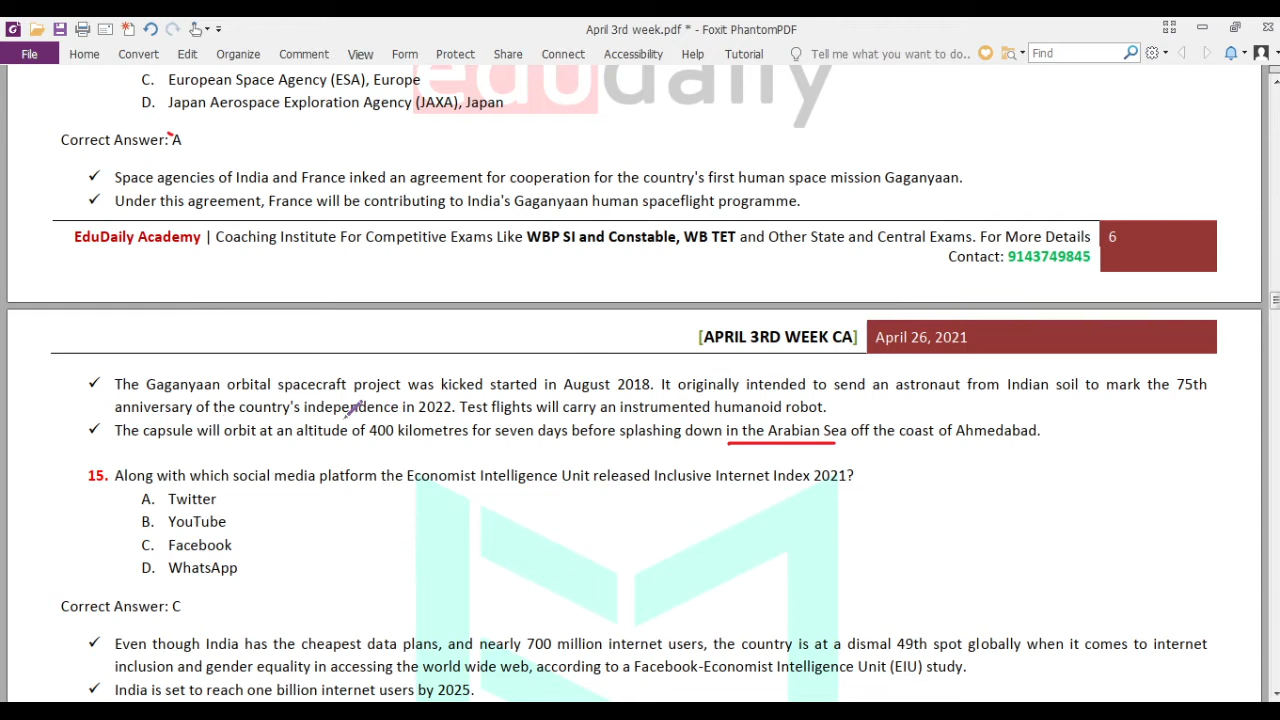 April 3rd week.pdf * - Foxit PhantomPDF
File Home Convert Edit Organize Comment View Form Protect Share Connect Accessibility Help Tutorial Tell me what you want to do.. Find
edudaily
C. European Space Agency (ESA), Europe
D. Japan Aerospace Exploration Agency (JAXA), Japan
Correct Answer: A
✓ Space agencies of India and France inked an agreement for cooperation for the country's first human space mission Gaganyaan.
✓ Under this agreement, France will be contributing to India's Gaganyaan human spaceflight programme.
EduDaily Academy | Coaching Institute For Competitive Exams Like WBP SI and Constable, WB TET and Other State and Central Exams. For More Details 6
Contact: 9143749845
[APRIL 3RD WEEK CA] April 26, 2021
✓ The Gaganyaan orbital spacecraft project was kicked started in August 2018. It originally intended to send an astronaut from Indian soil to mark the 75th
anniversary of the country's independence in 2022. Test flights will carry an instrumented humanoid robot.
✓ The capsule will orbit at an altitude of 400 kilometres for seven days before splashing down in the Arabian Sea off the coast of Ahmedabad.
15. Along with which social media platform the Economist Intelligence Unit released Inclusive Internet Index 2021?
A. Twitter
B. YouTube
C. Facebook
D. WhatsApp
Correct Answer: C
✓ Even though India has the cheapest data plans, and nearly 700 million internet users, the country is at a dismal 49th spot globally when it comes to internet
inclusion and gender equality in accessing the world wide web, according to a Facebook-Economist Intelligence Unit (EIU) study.
✓ India is set to reach one billion internet users by 2025.